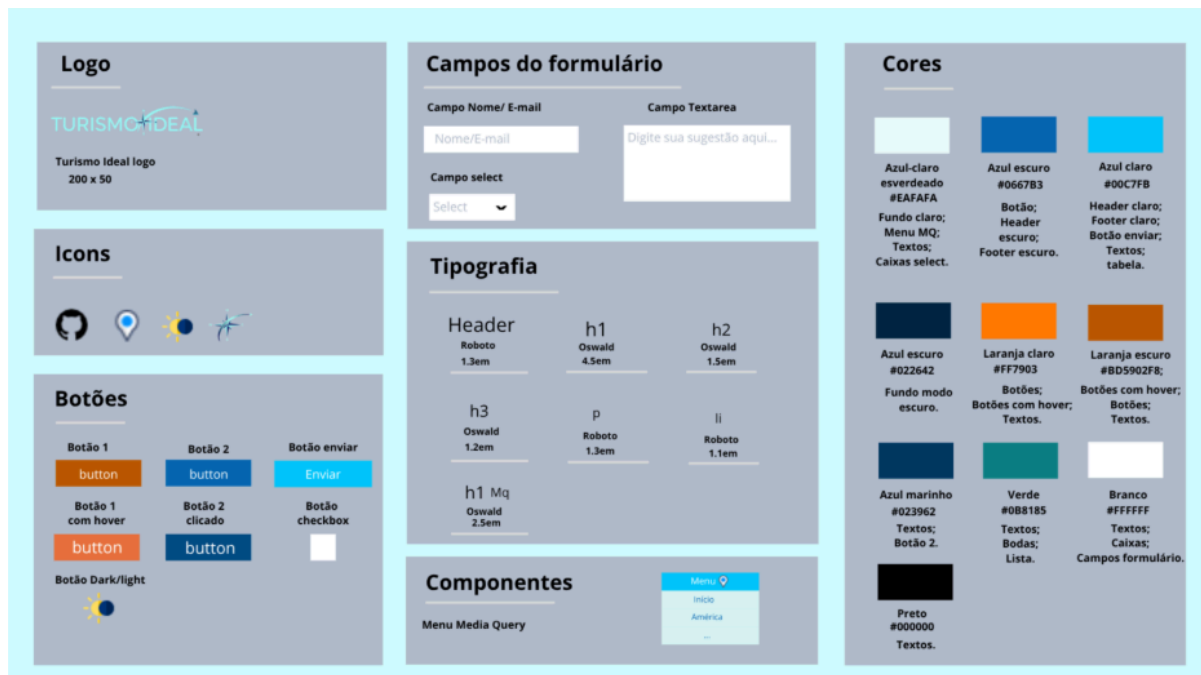 Logo
TURISMO IDEAL
Turismo Ideal logo
200 x 50
Icons
Botões
Botão 1
button
Botão 2
button
Botão enviar
Enviar
Botão 1
com hover
button
Botão 2
clicado
button
Botão
checkbox
Botão Dark/light
Campos do formulário
Campo Nome/ E-mail
Nome/E-mail
Campo select
Select
Campo Textarea
Digite sua sugestão aqui...
Tipografia
Header
Roboto
1.3em
h1
Oswald
4.5em
h2
Oswald
1.5em
h3
Oswald
1.2em
p
Roboto
1.3em
li
Roboto
1.1em
h1 Mq
Oswald
2.5em
Componentes
Menu Media Query
Menu
Início
América
...
Cores
Azul-claro
esverdeado
#EAFAFA
Fundo claro;
Menu MQ;
Textos;
Caixas select.
Azul escuro
#0667B3
Botão;
Header
escuro;
Footer escuro.
Azul claro
#00C7FB
Header claro;
Footer claro;
Botão enviar;
Textos;
tabela.
Azul escuro
#022642
Fundo modo
escuro.
Laranja claro
#FF7903
Botões;
Botões com hover;
Textos.
Laranja escuro
#BD5902F8;
Botões com hover;
Botões;
Textos.
Azul marinho
#023962
Textos;
Botão 2.
Verde
#0B8185
Textos;
Bodas;
Lista.
Branco
#FFFFFF
Textos;
Caixas;
Campos formulário.
Preto
#000000
Textos.